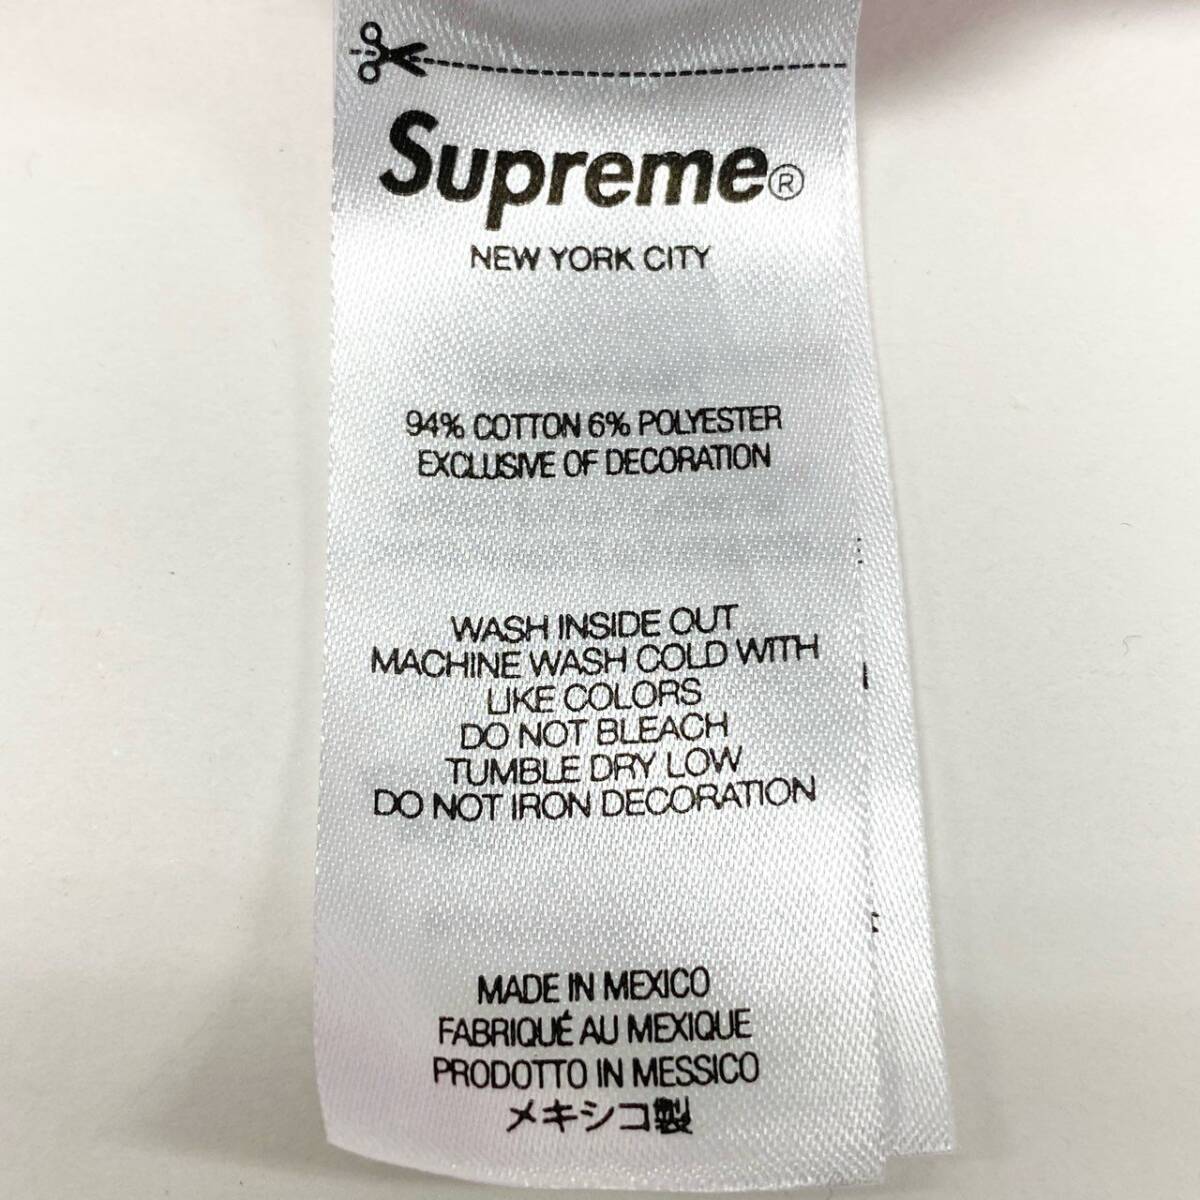 Supreme®
NEW YORK CITY
94% COTTON 6% POLYESTER
EXCLUSIVE OF DECORATION
WASH INSIDE OUT
MACHINE WASH COLD WITH
LIKE COLORS
DO NOT BLEACH
TUMBLE DRY LOW
DO NOT IRON DECORATION
MADE IN MEXICO
FABRIQUÉ AU MEXIQUE
PRODOTTO IN MESSICO
メキシコ製